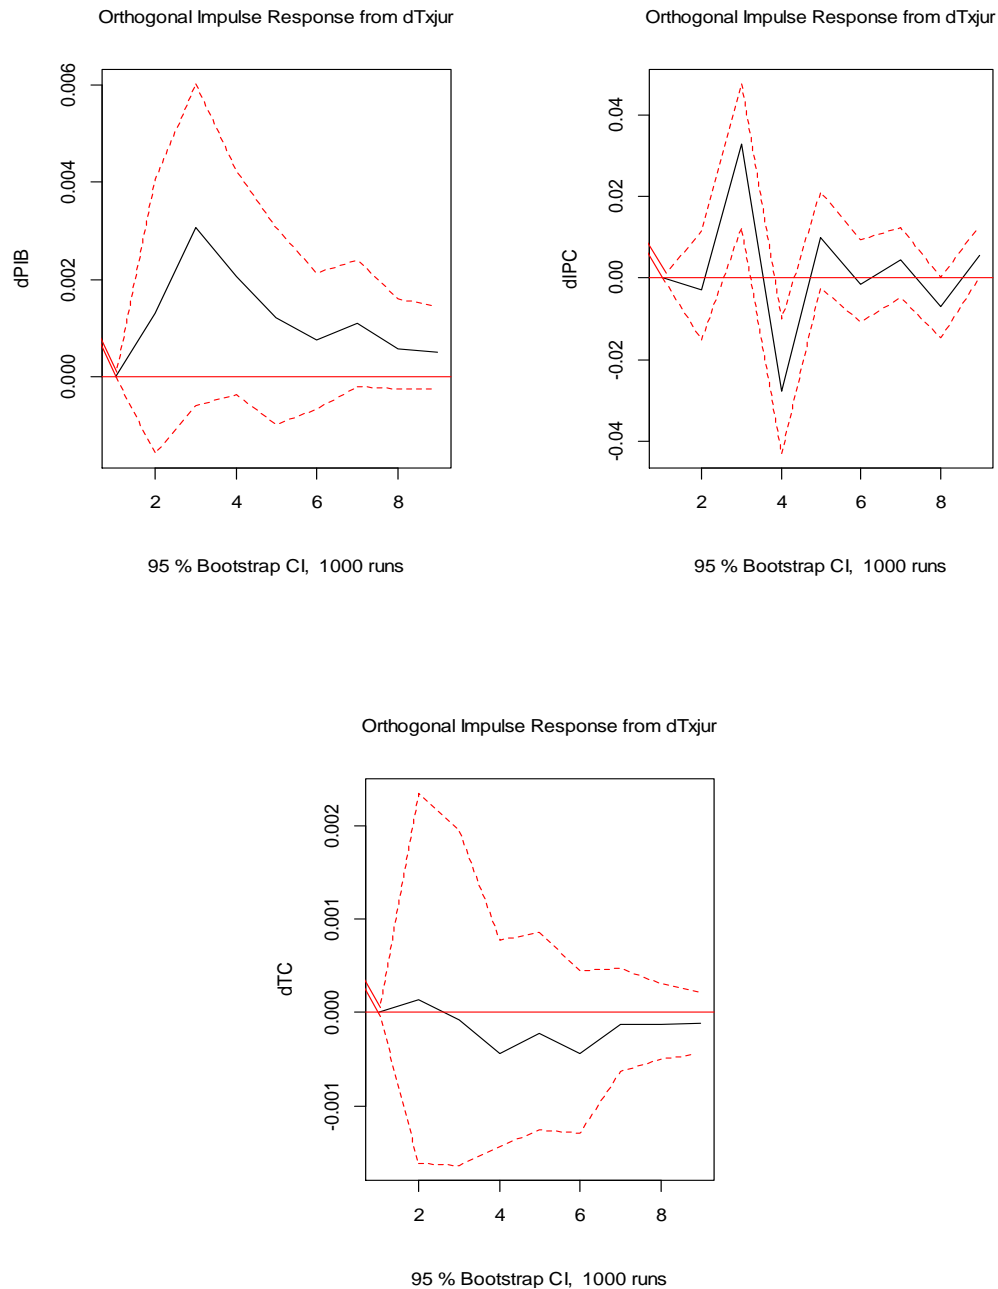 Orthogonal Impulse Response from dTxjur
dPIB
0.006
0.004
0.002
0.000
2 4 6 8
95 % Bootstrap CI, 1000 runs
Orthogonal Impulse Response from dTxjur
dIPC
0.04
0.02
0.00
-0.02
-0.04
2 4 6 8
95 % Bootstrap CI, 1000 runs
Orthogonal Impulse Response from dTxjur
dTC
0.002
0.001
0.000
-0.001
2 4 6 8
95 % Bootstrap CI, 1000 runs